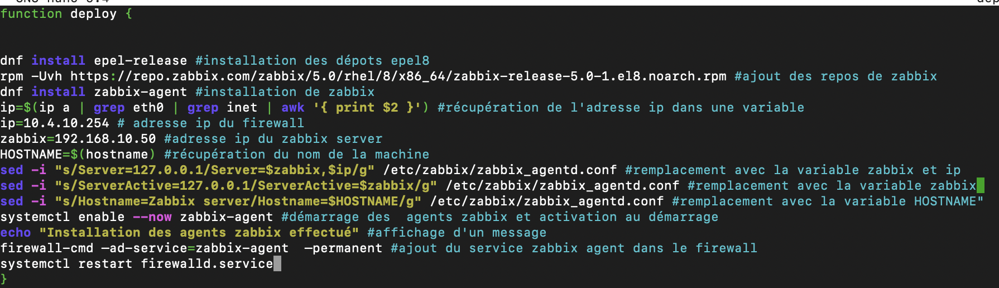 function deploy {
dnf install epel-release #installation des dépots epel8
rpm -Uvh https://repo.zabbix.com/zabbix/5.0/rhel/8/x86_64/zabbix-release-5.0-1.el8.noarch.rpm #ajout des repos de zabbix
dnf install zabbix-agent #installation de zabbix
ip=$(ip a | grep eth0 | grep inet | awk '{ print $2 }') #récupération de l'adresse ip dans une variable
ip=10.4.10.254 # adresse ip du firewall
zabbix=192.168.10.50 #adresse ip du zabbix server
HOSTNAME=$(hostname) #récupération du nom de la machine
sed -i "s/Server=127.0.0.1/Server=$zabbix,$ip/g" /etc/zabbix/zabbix_agentd.conf #remplacement avec la variable zabbix et ip
sed -i "s/ServerActive=127.0.0.1/ServerActive=$zabbix/g" /etc/zabbix/zabbix_agentd.conf #remplacement avec la variable zabbix
sed -i "s/Hostname=Zabbix server/Hostname=$HOSTNAME/g" /etc/zabbix/zabbix_agentd.conf #remplacement avec la variable HOSTNAME"
systemctl enable --now zabbix-agent #démarrage des  agents zabbix et activation au démarrage
echo "Installation des agents zabbix effectué" #affichage d'un message
firewall-cmd —ad-service=zabbix-agent  —permanent #ajout du service zabbix agent dans le firewall
systemctl restart firewalld.service
}